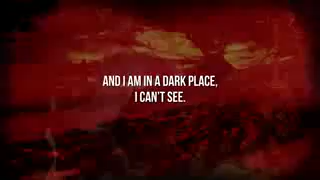 AND I AM IN A DARK PLACE,
I CAN'T SEE.